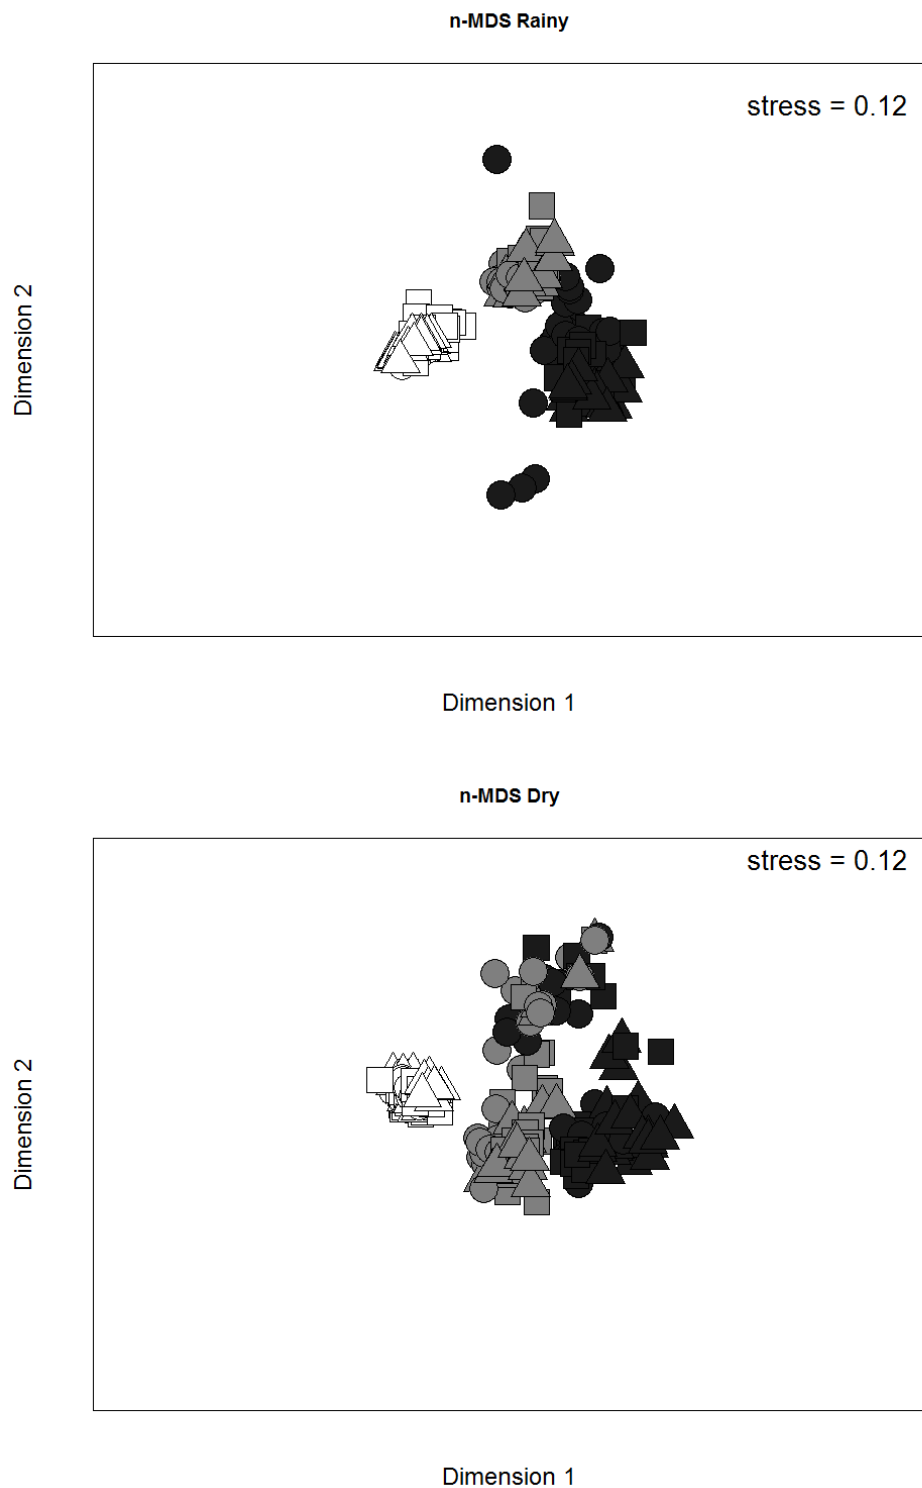 n-MDS Rainy
stress = 0.12
Dimension 2
Dimension 1
n-MDS Dry
stress = 0.12
Dimension 2
Dimension 1